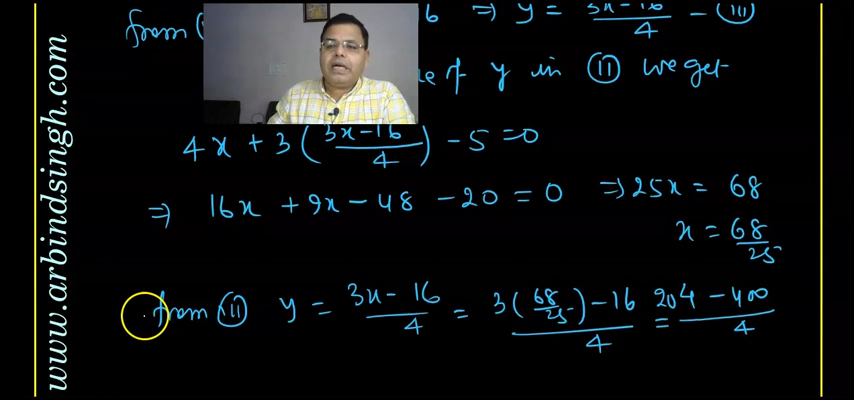 www.arbindsingh.com
from 16 ⇒ y = (3x-16)/4 - (III)
of y in (II) we get
4x + 3((3x-16)/4) - 5 = 0
⇒ 16x + 9x - 48 - 20 = 0 ⇒ 25x = 68
x = 68/25
from (II) y = (3x-16)/4 = (3(68/25)-16)/4 = (204-400)/4